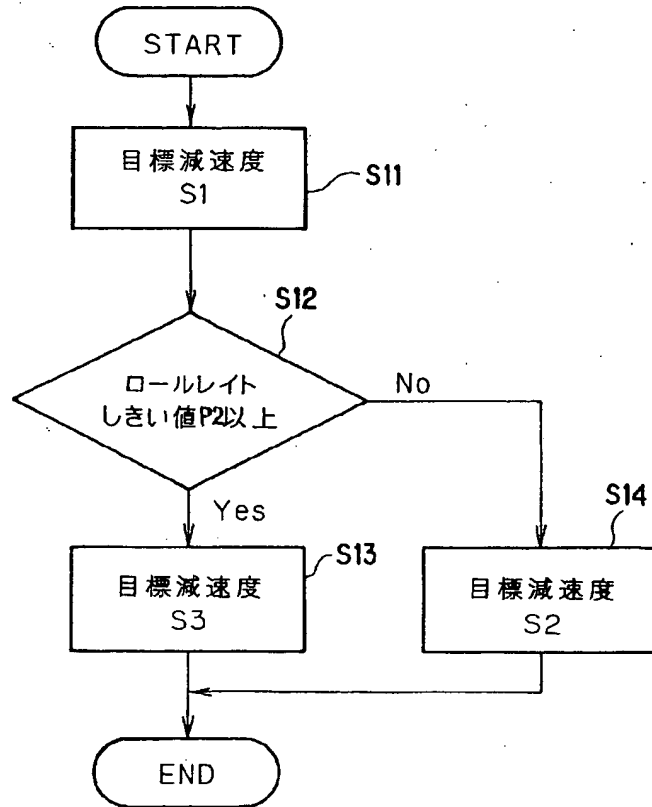 START
目標減速度
S1
S11
S12
ロールレイト
しきい値P2以上
No
Yes
S13
目標減速度
S3
S14
目標減速度
S2
END